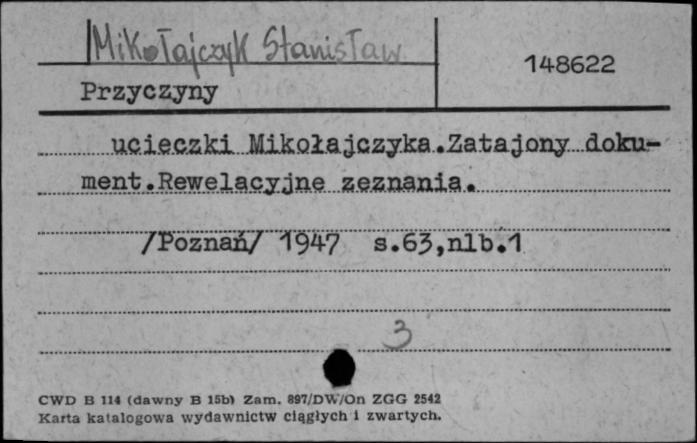 Mikołajczyk Stanisław
148622
Przyczyny
ucieczki Mikołajczyka.Zatajony doku-
ment.Rewelacyjne zeznania.
/Poznań/ 1947 s.63,nlb.1
3
CWD B 114 (dawny B 15b) Zam. 897/DW/On ZGG 2542
Karta katalogowa wydawnictw ciągłych i zwartych.